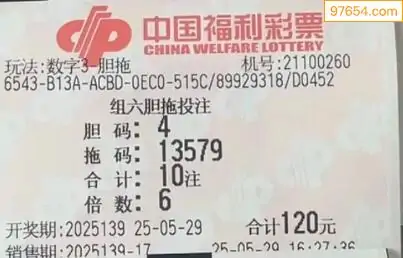 97654.com
中国福利彩票
CHINA WELFARE LOTTERY
玩法:数字3-胆拖 机号:21100260
6543-B13A-ACBD-0EC0-515C/89929318/D0452
组六胆拖投注
胆 码: 4
拖 码: 13579
合 计: 10注
倍 数: 6
开奖期:2025139 25-05-29 合计120元
销售期:2025139-17 25-05-29 16:27:36